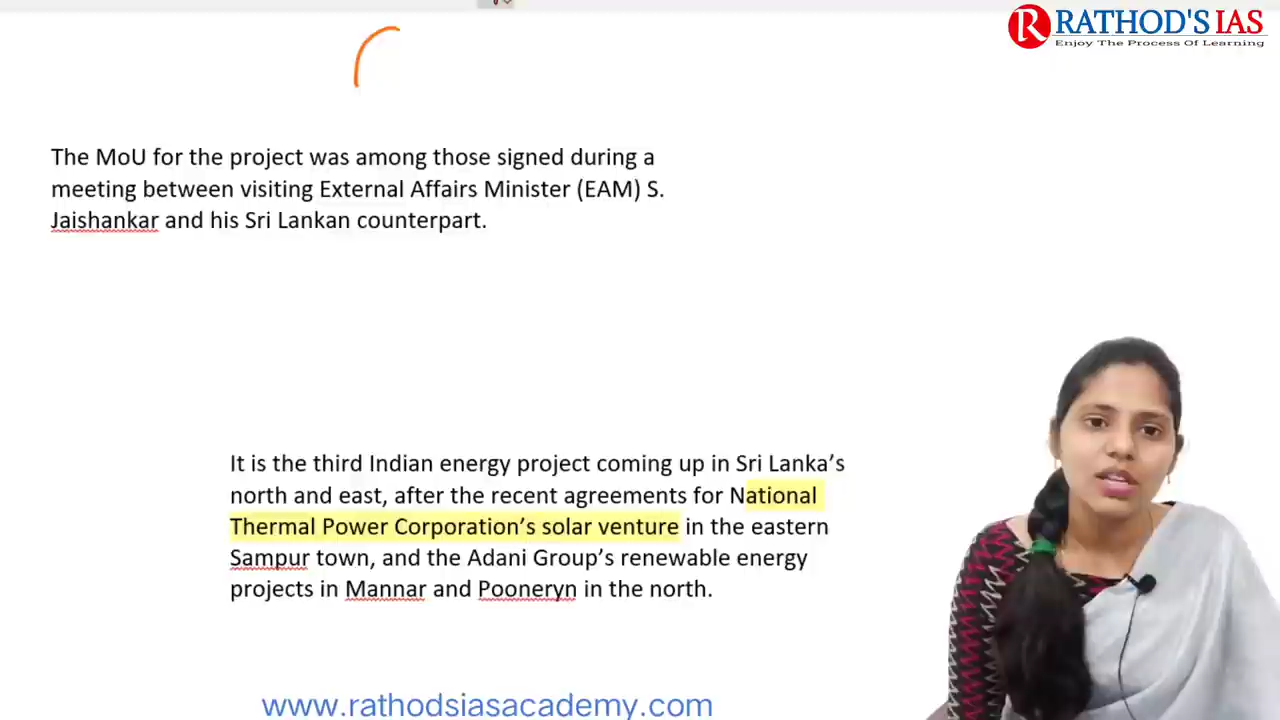 RATHOD'S IAS
Enjoy The Process Of Learning
The MoU for the project was among those signed during a
meeting between visiting External Affairs Minister (EAM) S.
Jaishankar and his Sri Lankan counterpart.
It is the third Indian energy project coming up in Sri Lanka’s
north and east, after the recent agreements for National
Thermal Power Corporation’s solar venture in the eastern
Sampur town, and the Adani Group’s renewable energy
projects in Mannar and Pooneryn in the north.
www.rathodsiasacademy.com